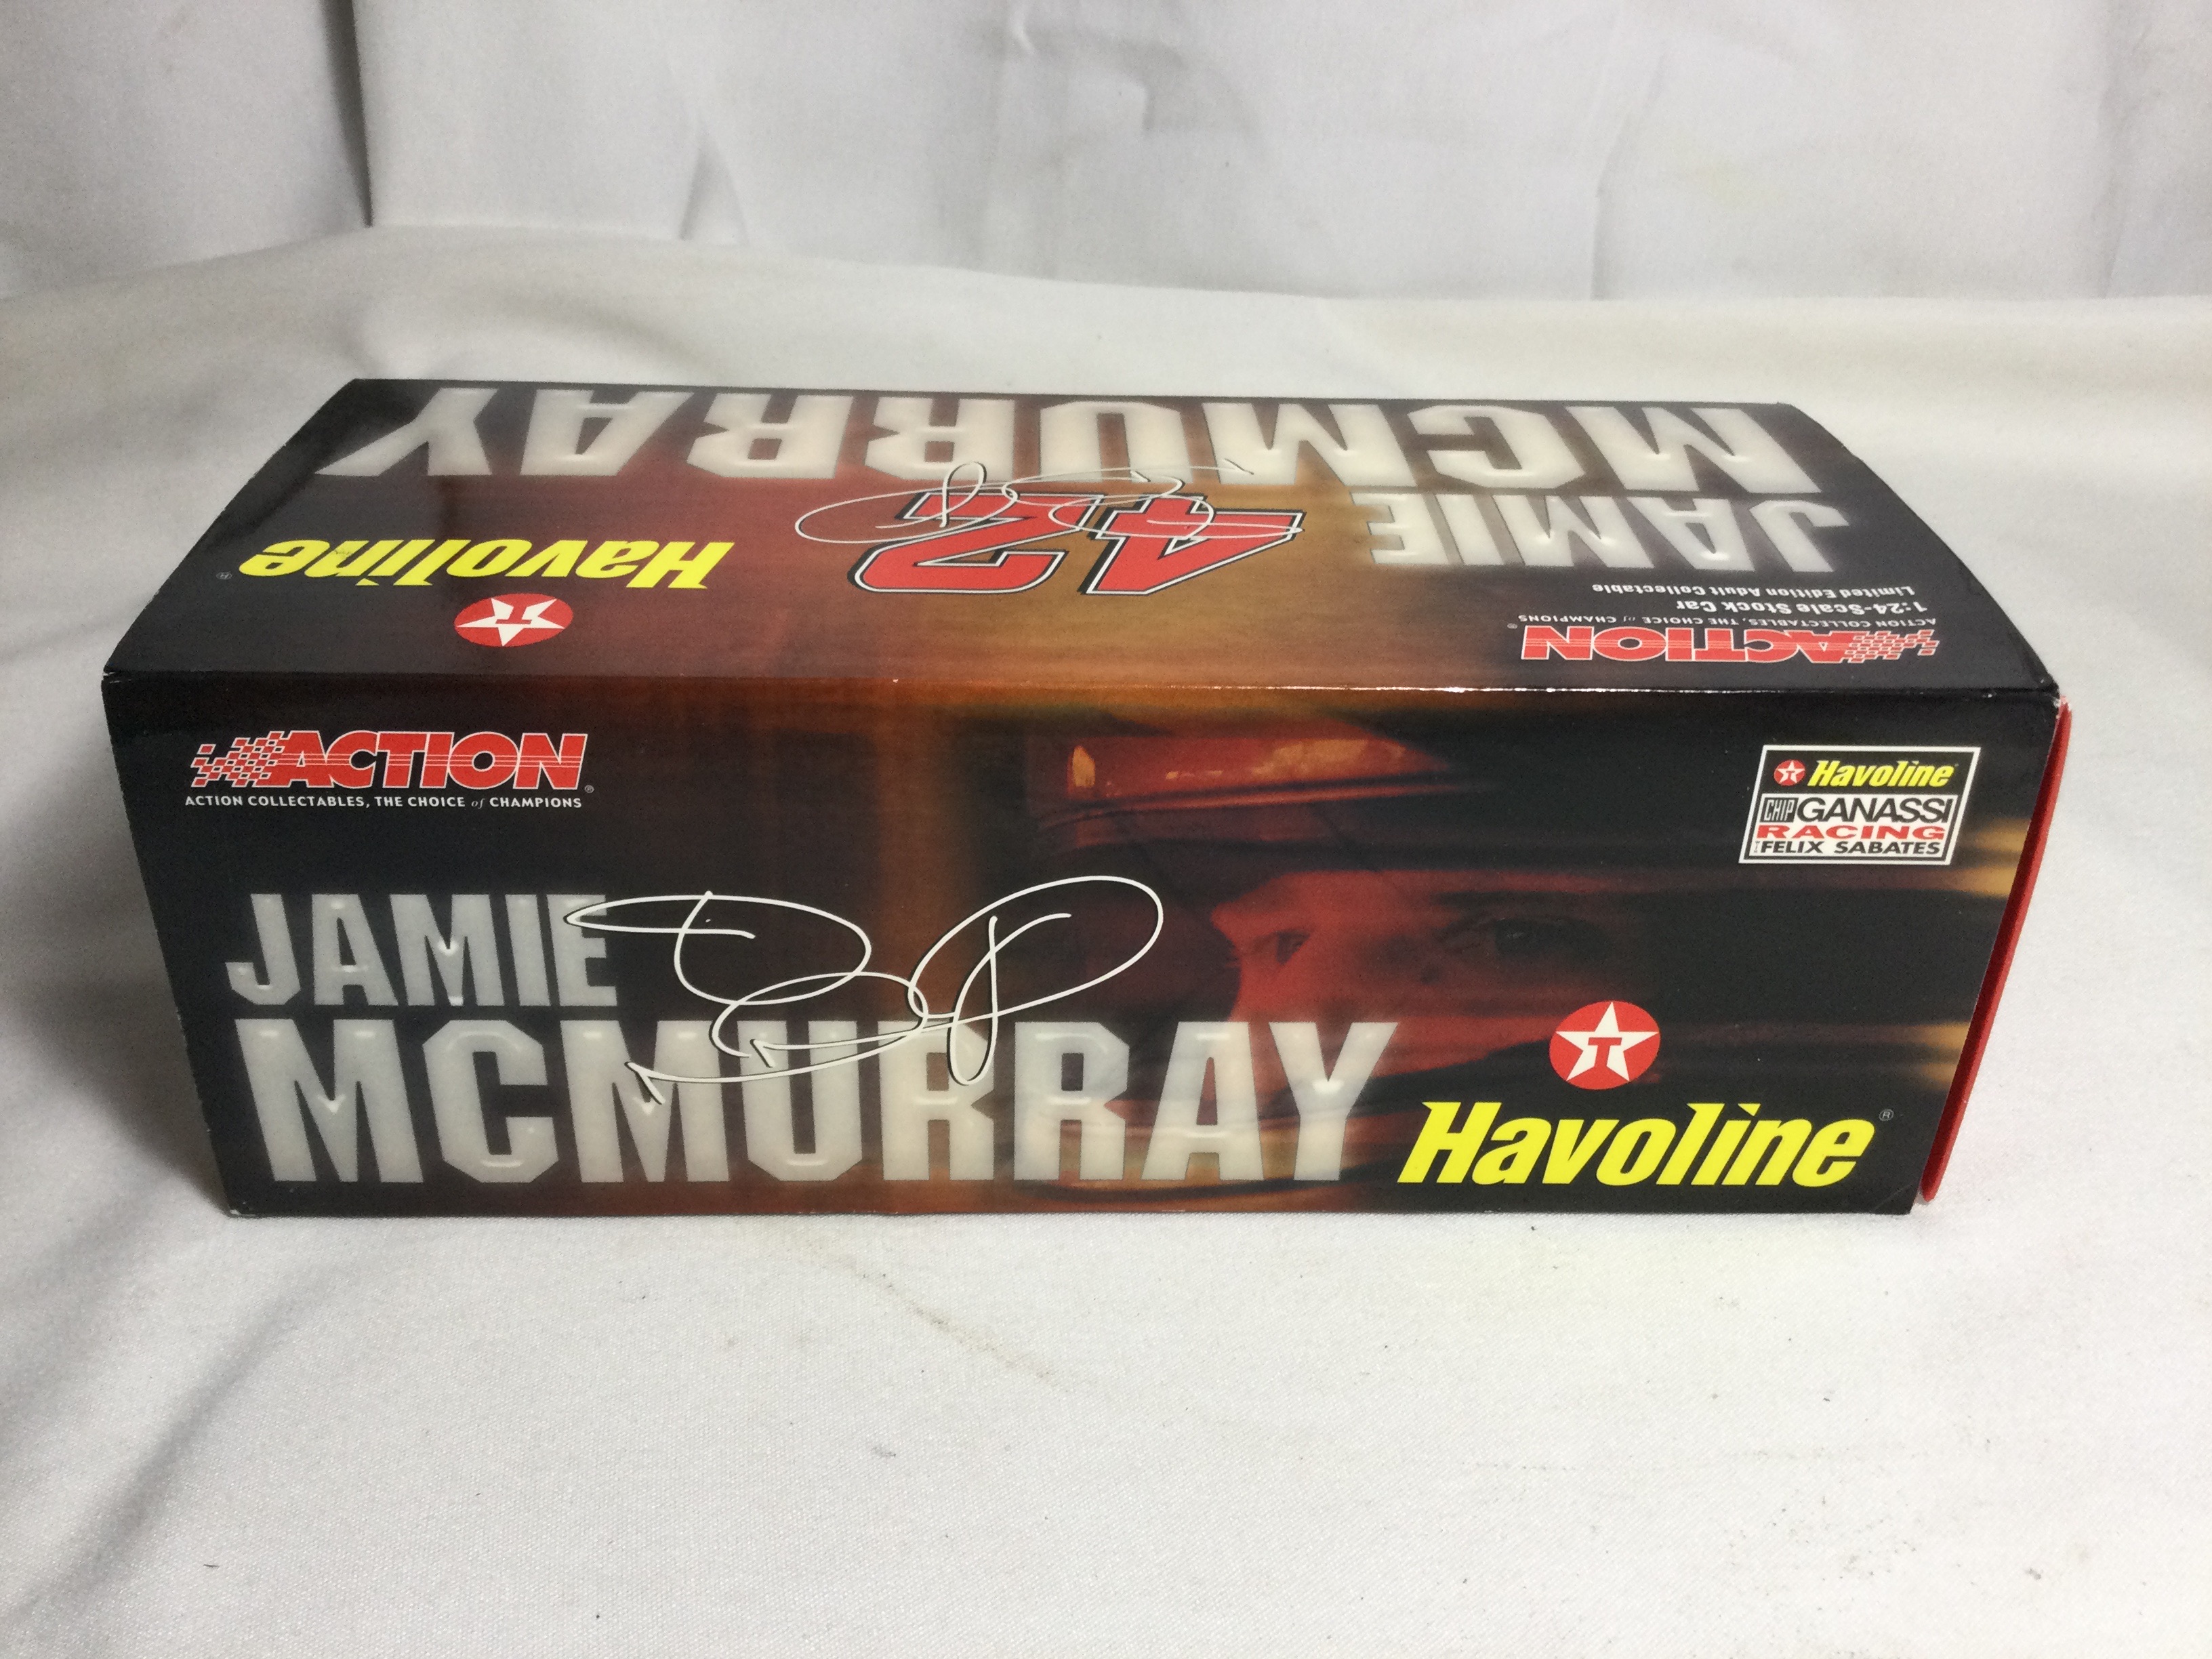 JAMIE
MCMURRAY
42
Havoline®
T
Limited Edition Adult Collectable
1:24-Scale Stock Car
ACTION COLLECTABLES, THE CHOICE of CHAMPIONS
ACTION®
ACTION®
ACTION COLLECTABLES, THE CHOICE of CHAMPIONS
Havoline
CHIP GANASSI
RACING
WITH FELIX SABATES
JAMIE
MCMURRAY
T
Havoline®